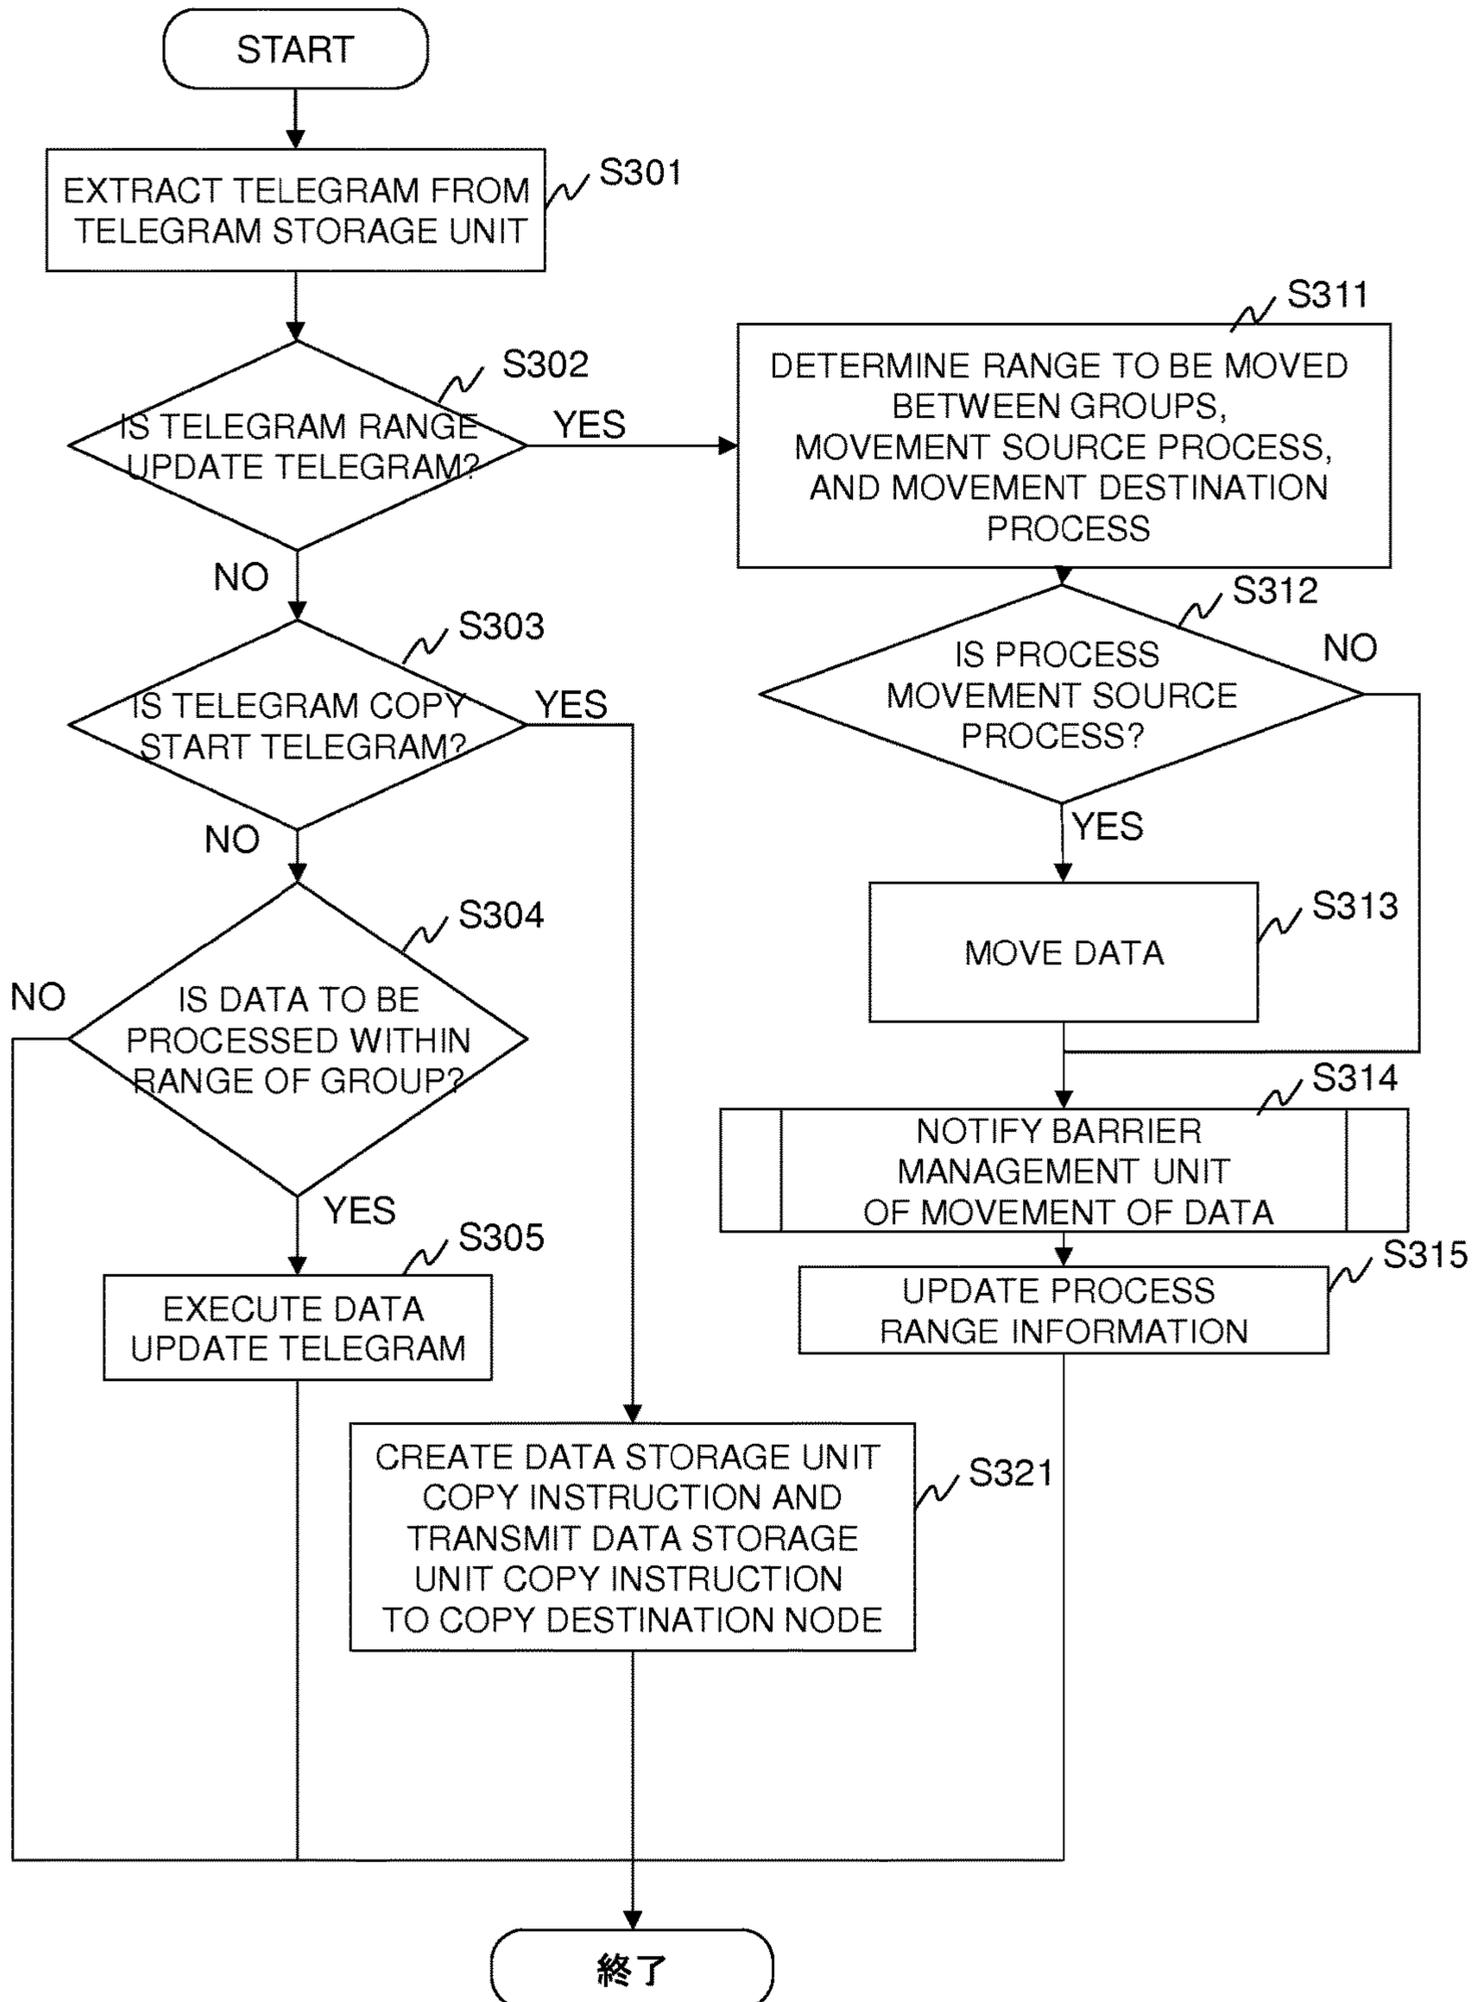 START
S301
EXTRACT TELEGRAM FROM
TELEGRAM STORAGE UNIT
S302
IS TELEGRAM RANGE
UPDATE TELEGRAM?
YES
NO
S303
IS TELEGRAM COPY
START TELEGRAM?
YES
NO
S304
IS DATA TO BE
PROCESSED WITHIN
RANGE OF GROUP?
NO
YES
S305
EXECUTE DATA
UPDATE TELEGRAM
S311
DETERMINE RANGE TO BE MOVED
BETWEEN GROUPS,
MOVEMENT SOURCE PROCESS,
AND MOVEMENT DESTINATION
PROCESS
S312
IS PROCESS
MOVEMENT SOURCE
PROCESS?
NO
YES
S313
MOVE DATA
S314
NOTIFY BARRIER
MANAGEMENT UNIT
OF MOVEMENT OF DATA
S315
UPDATE PROCESS
RANGE INFORMATION
S321
CREATE DATA STORAGE UNIT
COPY INSTRUCTION AND
TRANSMIT DATA STORAGE
UNIT COPY INSTRUCTION
TO COPY DESTINATION NODE
終了